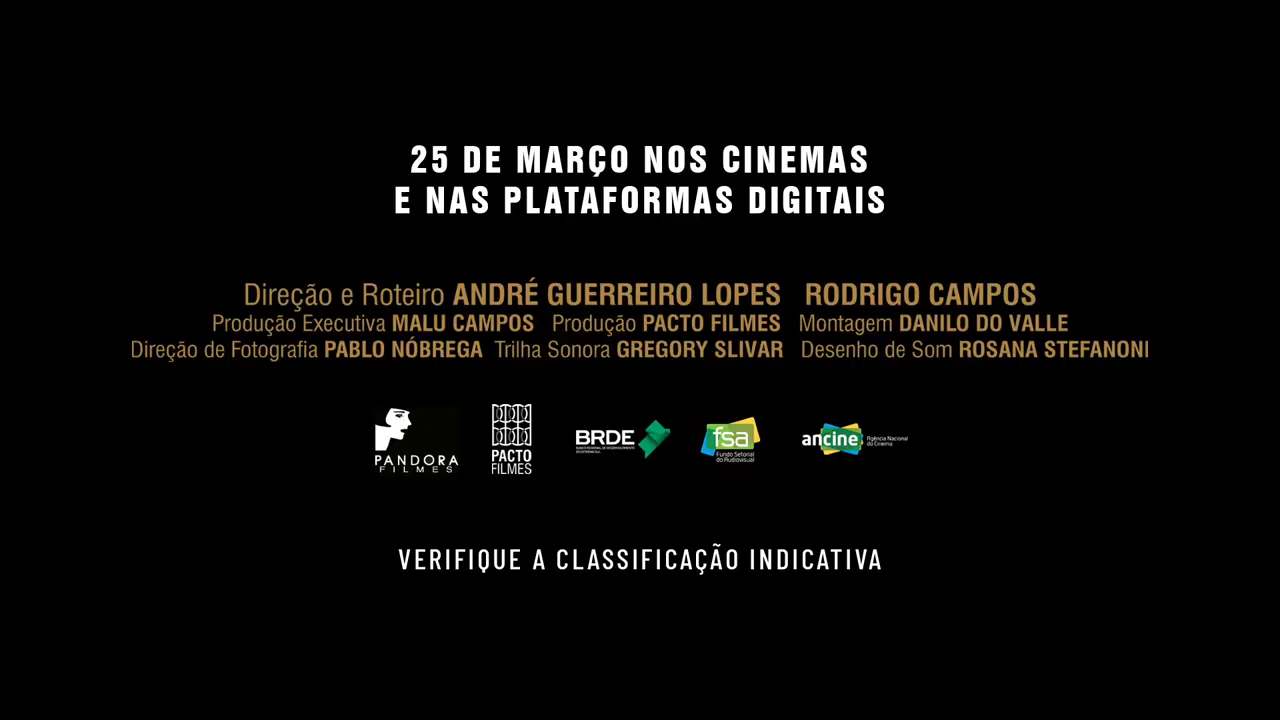 25 DE MARÇO NOS CINEMAS
E NAS PLATAFORMAS DIGITAIS
Direção e Roteiro ANDRÉ GUERREIRO LOPES RODRIGO CAMPOS
Produção Executiva MALU CAMPOS Produção PACTO FILMES Montagem DANILO DO VALLE
Direção de Fotografia PABLO NÓBREGA Trilha Sonora GREGORY SLIVAR Desenho de Som ROSANA STEFANONI
PANDORA
FILMES
PACTO
FILMES
BRDE
fsa
Fundo Setorial
do Audiovisual
ancine
Agência Nacional
do Cinema
VERIFIQUE A CLASSIFICAÇÃO INDICATIVA